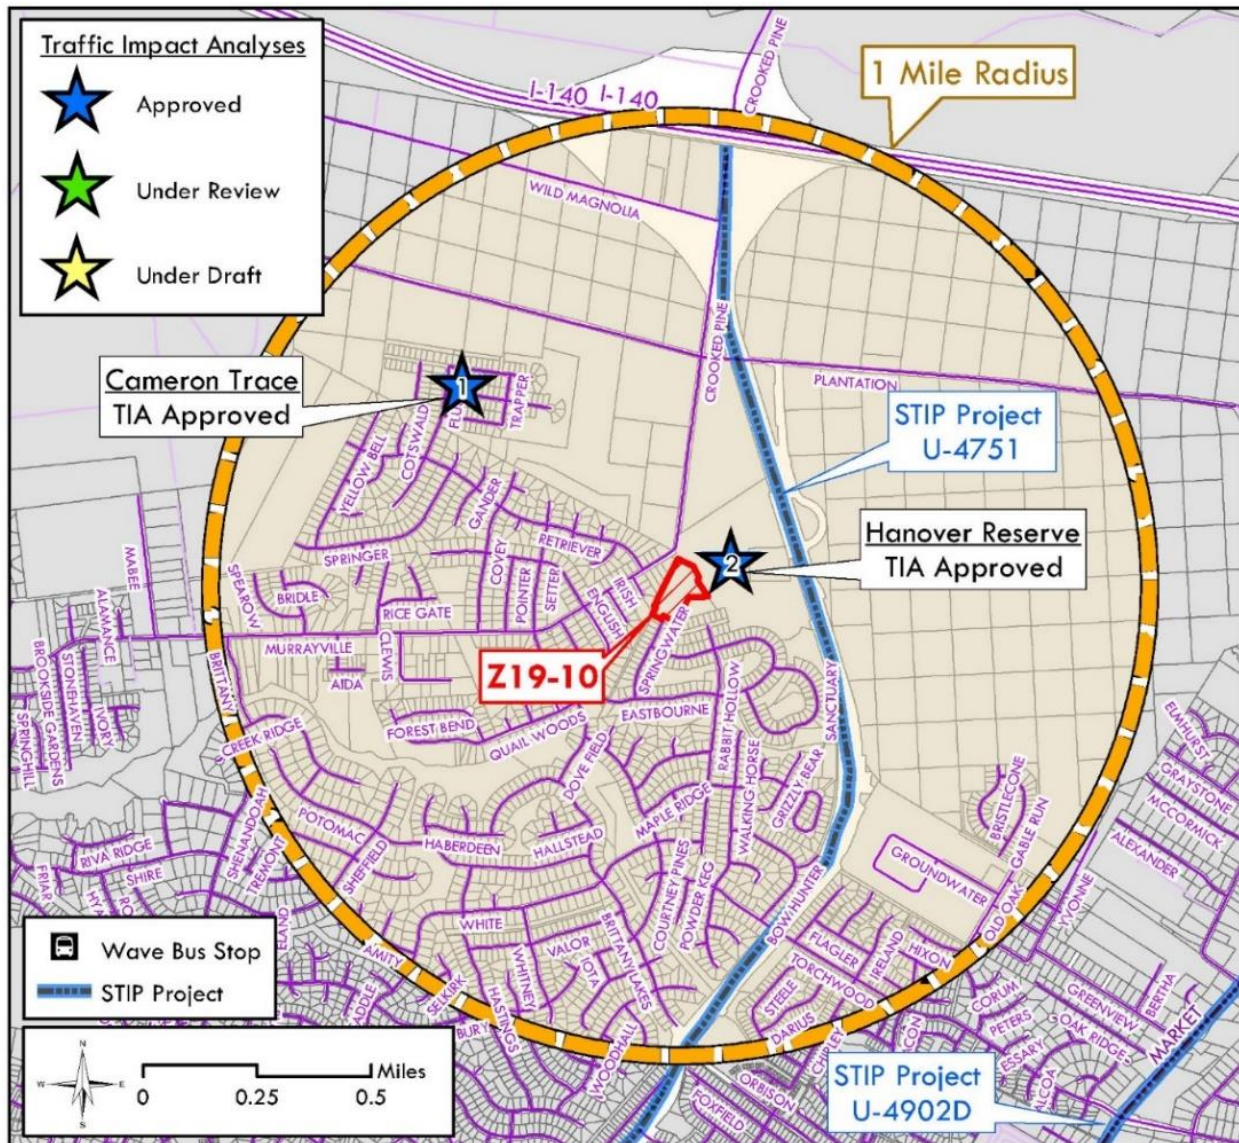 Traffic Impact Analyses
Approved
Under Review
Under Draft
1 Mile Radius
I-140 I-140
CROOKED PINE
WILD MAGNOLIA
CROOKED PINE
PLANTATION
Cameron Trace
TIA Approved
1
STIP Project
U-4751
Hanover Reserve
TIA Approved
2
Z19-10
COTSWALD
TRAPPER
YELLOW BELL
GANDER
RETRIEVER
SPRINGER
COVEY
POINTER
SETTER
IRISH
ENGLISH
SPEAROW
BRIDLE
RICE GATE
MABEE
ALAMANCE
MURRAYVILLE
CLEWIS
AIDA
SPRINGWATER
BROOKSIDE GARDENS
STONEHAVEN
IVORY
SPRINGHILL
BRITTANY
FOREST BEND
QUAIL WOODS
EASTBOURNE
RABBIT HOLLOW
SANCTUARY
CREEK RIDGE
DOVE FIELD
WALKING HORSE
GRIZZLY BEAR
ELMHURST
GRAYSTONE
MCCORMICK
ALEXANDER
BRISTLECONE
GABLE RUN
OLD OAK
POTOMAC
SHENANDOAH
TREMONT
SHEFFIELD
HABERDEEN
HALLSTEAD
MAPLE RIDGE
COURTNEY PINES
POWDER KEG
GROUNDWATER
YVONNE
RIVA RIDGE
SHIRE
FRIAR
WHITE
VALOR
IOTA
BRITTANY LAKES
BOWHUNTER
FLAGLER
IRELAND
HIXON
TORCHWOOD
STEELE
DARIUS
AMITY
SELKIRK
WHITNEY
HASTINGS
WOODHALL
CORUM
PETERS
GREENVIEW
OAK RIDGE
BERTHA
MARKET
ALCOA
ORBISON
FOXFIELD
Wave Bus Stop
STIP Project
N
W
E
S
0
0.25
0.5
Miles
STIP Project
U-4902D